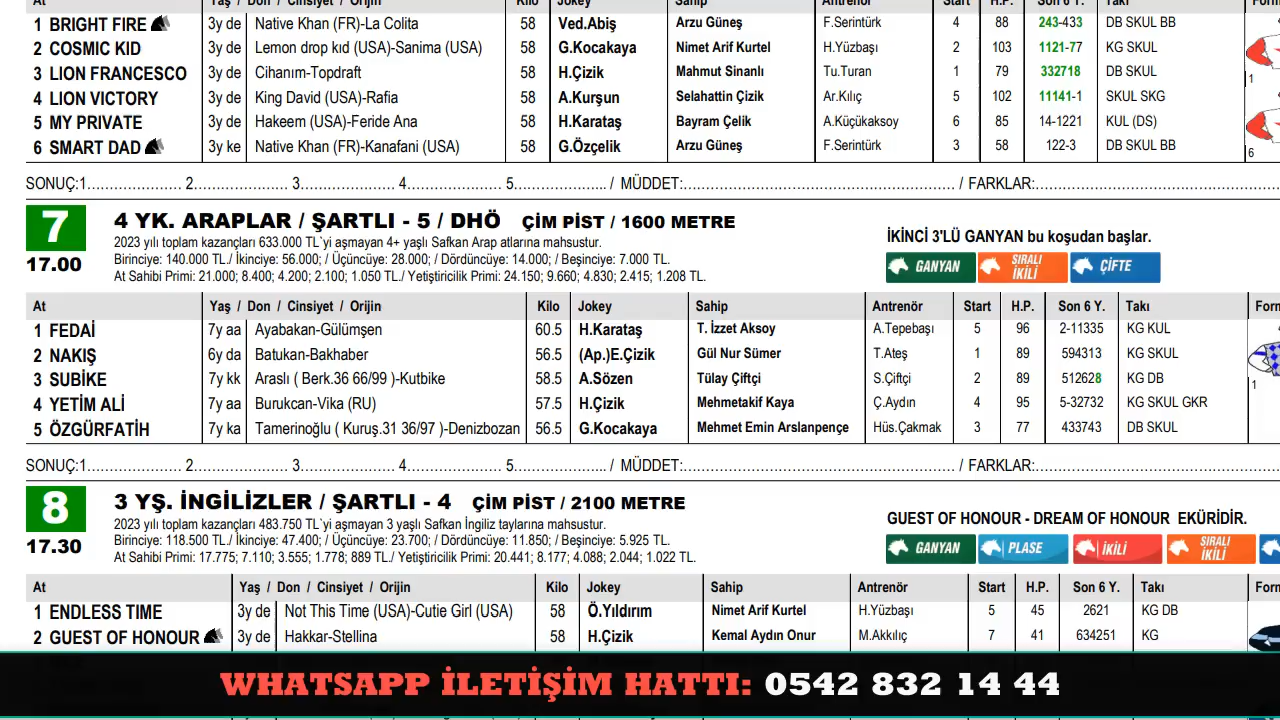 At Yaş / Don / Cinsiyet / Orijin Kilo Jokey Sahip Antrenör Start H.P. Son 6 Y. Takı Form
1 BRIGHT FIRE 3y de Native Khan (FR)-La Colita 58 Ved.Abiş Arzu Güneş F.Serintürk 4 88 243-433 DB SKUL BB
2 COSMIC KID 3y de Lemon drop kıd (USA)-Sanima (USA) 58 G.Kocakaya Nimet Arif Kurtel H.Yüzbaşı 2 103 1121-77 KG SKUL
3 LION FRANCESCO 3y de Cihanım-Topdraft 58 H.Çizik Mahmut Sinanlı Tu.Turan 1 79 332718 DB SKUL 1
4 LION VICTORY 3y de King David (USA)-Rafia 58 A.Kurşun Selahattin Çizik Ar.Kılıç 5 102 11141-1 SKUL SKG
5 MY PRIVATE 3y de Hakeem (USA)-Feride Ana 58 H.Karataş Bayram Çelik A.Küçükaksoy 6 85 14-1221 KUL (DS)
6 SMART DAD 3y ke Native Khan (FR)-Kanafani (USA) 58 G.Özçelik Arzu Güneş F.Serintürk 3 58 122-3 DB SKUL BB 6
SONUÇ:1...................... 2...................... 3...................... 4...................... 5...................... / MÜDDET:............................................................... / FARKLAR:.........................................................
7 4 YK. ARAPLAR / ŞARTLI - 5 / DHÖ ÇİM PİST / 1600 METRE
17.00
2023 yılı toplam kazançları 633.000 TL`yi aşmayan 4+ yaşlı Safkan Arap atlarına mahsustur.
Birinciye: 140.000 TL./ İkinciye: 56.000; / Üçüncüye: 28.000; / Dördüncüye: 14.000; / Beşinciye: 7.000 TL.
At Sahibi Primi: 21.000; 8.400; 4.200; 2.100; 1.050 TL./ Yetiştiricilik Primi: 24.150; 9.660; 4.830; 2.415; 1.208 TL.
İKİNCİ 3'LÜ GANYAN bu koşudan başlar.
GANYAN SIRALI İKİLİ ÇİFTE
At Yaş / Don / Cinsiyet / Orijin Kilo Jokey Sahip Antrenör Start H.P. Son 6 Y. Takı Form
1 FEDAİ 7y aa Ayabakan-Gülümşen 60.5 H.Karataş T. İzzet Aksoy A.Tepebaşı 5 96 2-11335 KG KUL
2 NAKIŞ 6y da Batukan-Bakhaber 56.5 (Ap.)E.Çizik Gül Nur Sümer T.Ateş 1 89 594313 KG SKUL
3 SUBİKE 7y kk Araslı ( Berk.36 66/99 )-Kutbike 58.5 A.Sözen Tülay Çiftçi S.Çiftçi 2 89 512628 KG DB 1
4 YETİM ALİ 7y aa Burukcan-Vika (RU) 57.5 H.Çizik Mehmetakif Kaya Ç.Aydın 4 95 5-32732 KG SKUL GKR
5 ÖZGÜRFATİH 7y ka Tamerinoğlu ( Kuruş.31 36/97 )-Denizbozan 56.5 G.Kocakaya Mehmet Emin Arslanpençe Hüs.Çakmak 3 77 433743 DB SKUL
SONUÇ:1...................... 2...................... 3...................... 4...................... 5...................... / MÜDDET:............................................................... / FARKLAR:.........................................................
8 3 YŞ. İNGİLİZLER / ŞARTLI - 4 ÇİM PİST / 2100 METRE
17.30
2023 yılı toplam kazançları 483.750 TL`yi aşmayan 3 yaşlı Safkan İngiliz taylarına mahsustur.
Birinciye: 118.500 TL./ İkinciye: 47.400; / Üçüncüye: 23.700; / Dördüncüye: 11.850; / Beşinciye: 5.925 TL.
At Sahibi Primi: 17.775; 7.110; 3.555; 1.778; 889 TL./ Yetiştiricilik Primi: 20.441; 8.177; 4.088; 2.044; 1.022 TL.
GUEST OF HONOUR - DREAM OF HONOUR EKÜRİDİR.
GANYAN PLASE İKİLİ SIRALI İKİLİ
At Yaş / Don / Cinsiyet / Orijin Kilo Jokey Sahip Antrenör Start H.P. Son 6 Y. Takı Form
1 ENDLESS TIME 3y de Not This Time (USA)-Cutie Girl (USA) 58 Ö.Yıldırım Nimet Arif Kurtel H.Yüzbaşı 5 45 2621 KG DB
2 GUEST OF HONOUR 3y de Hakkar-Stellina 58 H.Çizik Kemal Aydın Onur M.Akkılıç 7 41 634251 KG
WHATSAPP İLETİŞİM HATTI: 0542 832 14 44